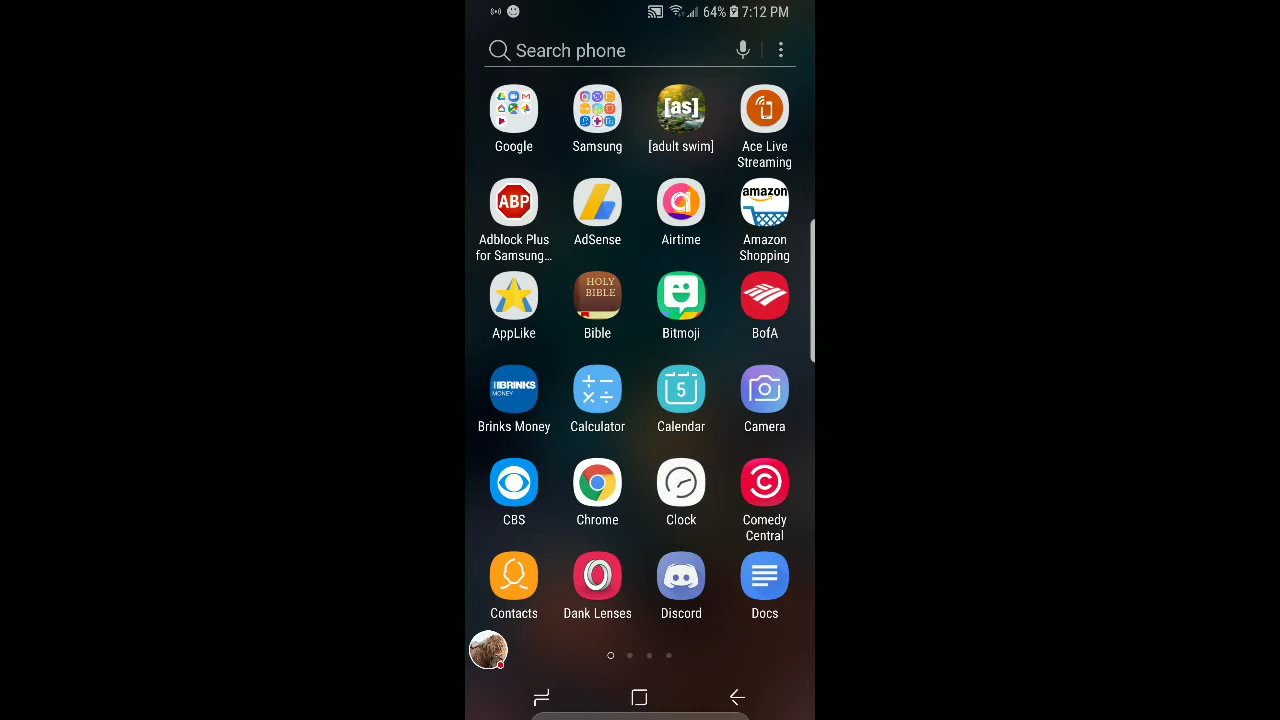 64% 7:12 PM
Search phone
[as]
Google Samsung [adult swim] Ace Live
Streaming
ABP amazon
Adblock Plus AdSense Airtime Amazon
for Samsung... Shopping
HOLY
BIBLE
AppLike Bible Bitmoji BofA
BRINKS
MONEY
5
Brinks Money Calculator Calendar Camera
CBS Chrome Clock Comedy
Central
Contacts Dank Lenses Discord Docs